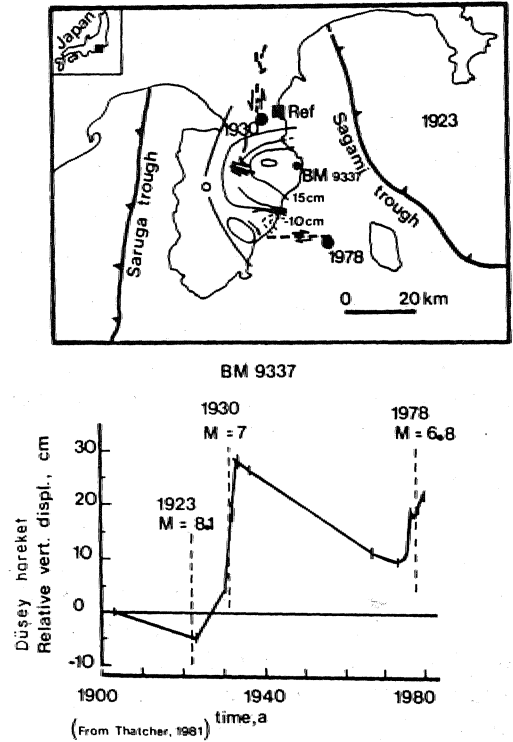 Japan
Ref
1930
1923
Sagami trough
BM 9337
15cm
-10cm
Saruga trough
1978
0 20 km
BM 9337
1930
M = 7
1978
M = 6.8
1923
M = 8.1
30
20
10
0
-10
Düşey hareket
Relative vert. displ., cm
1900 1940 1980
time,a
(From Thatcher, 1981)